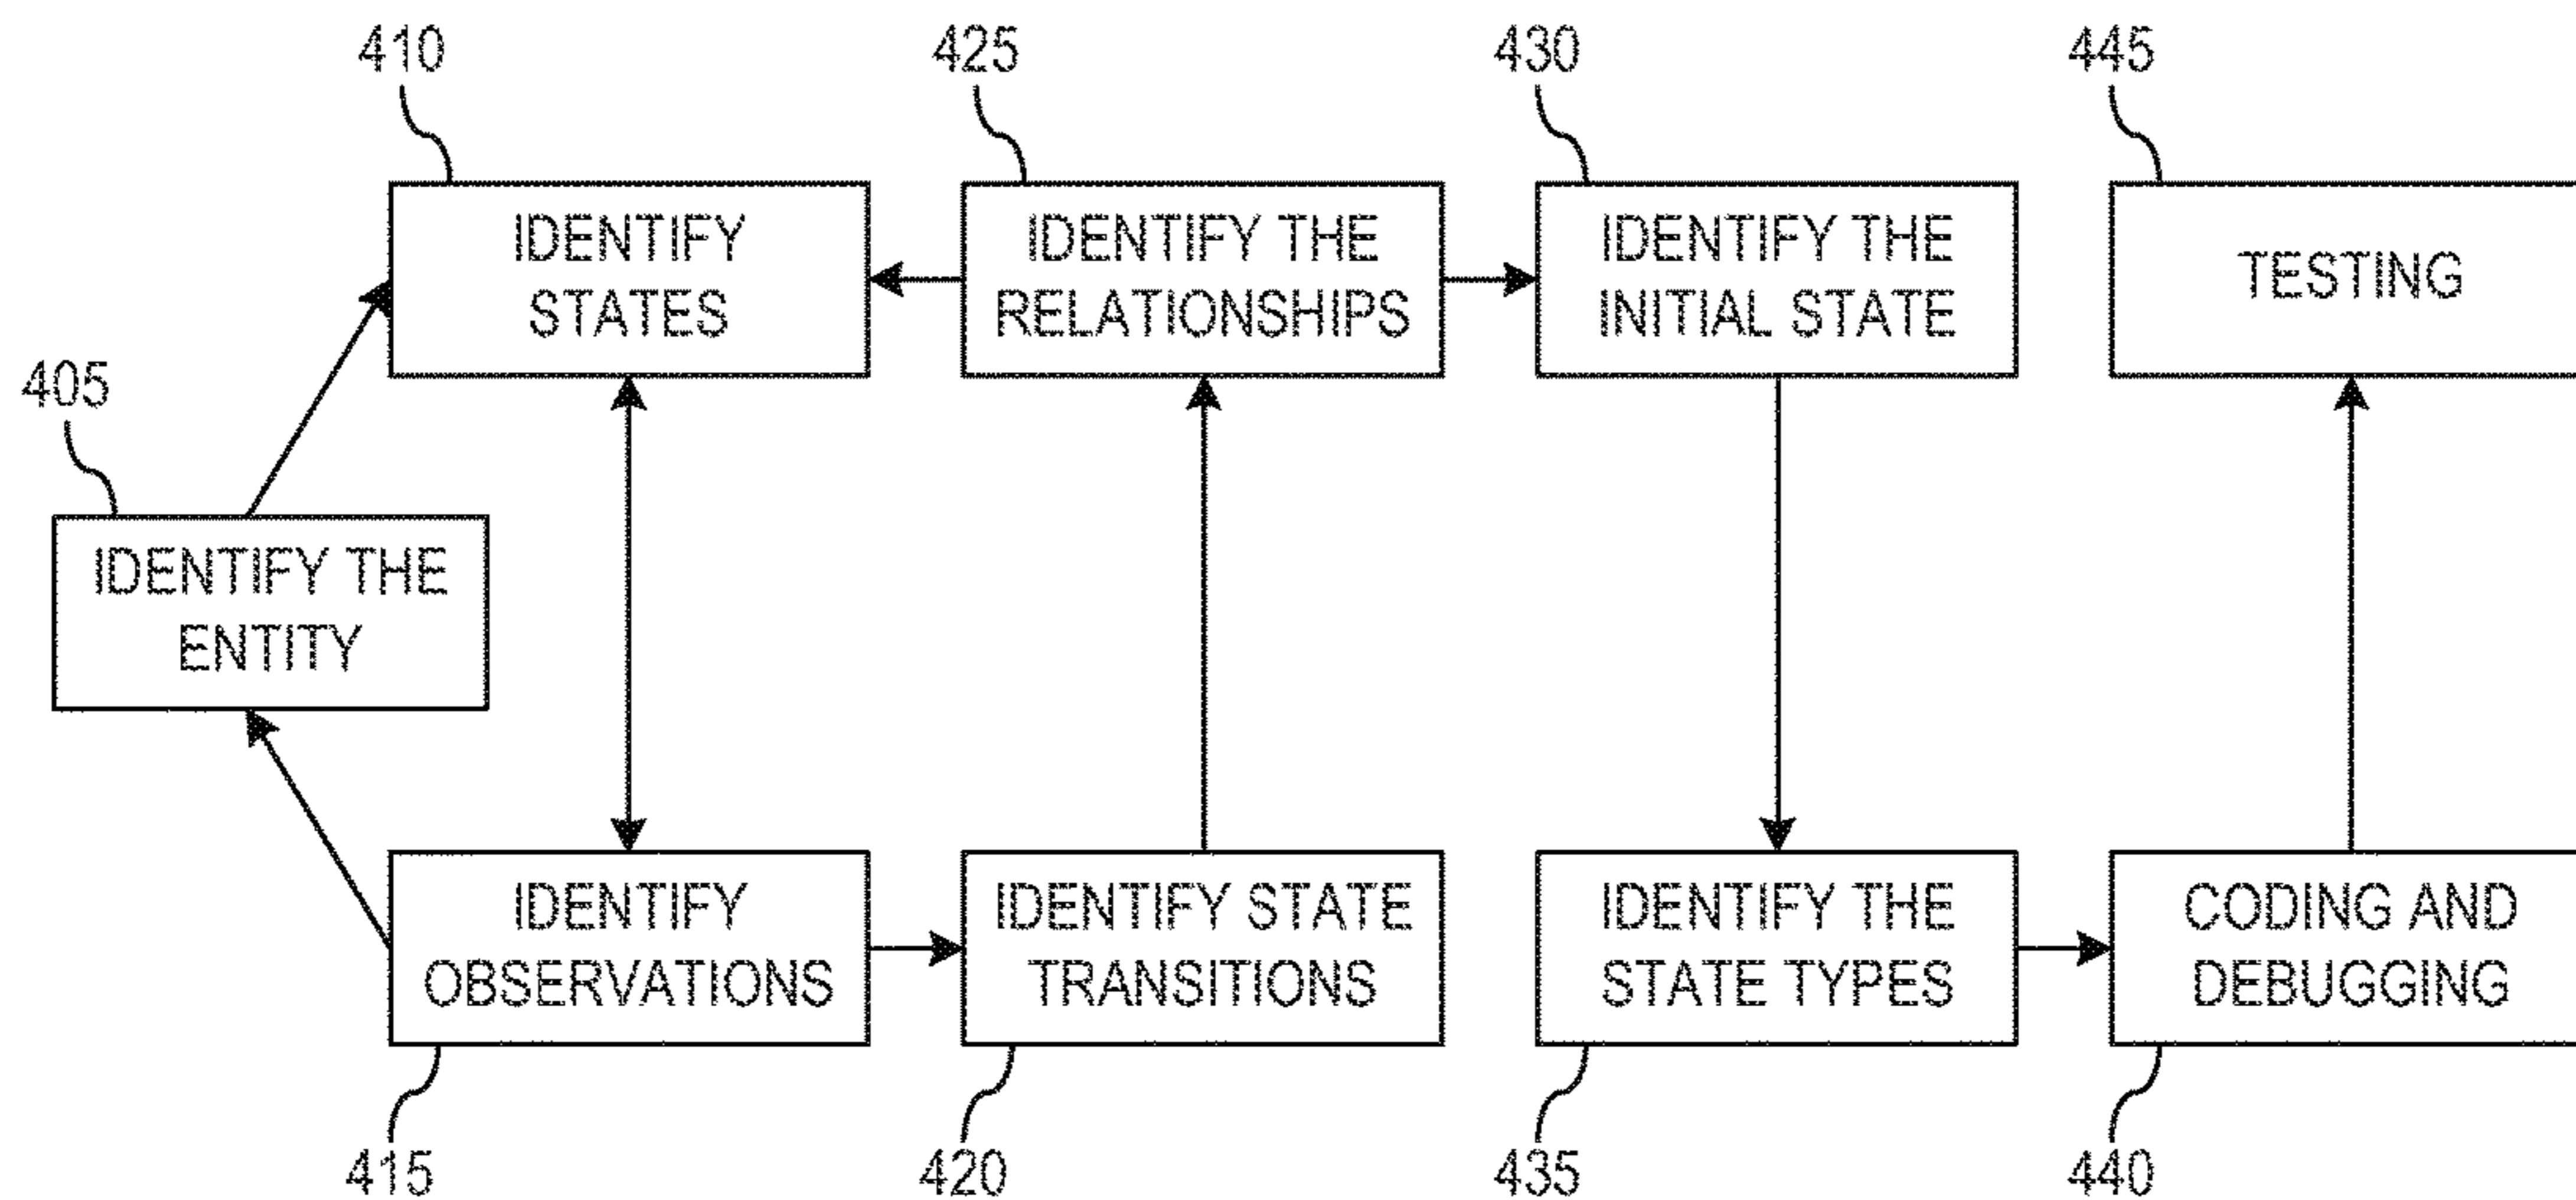 410
425
430
445
IDENTIFY
STATES
IDENTIFY THE
RELATIONSHIPS
IDENTIFY THE
INITIAL STATE
TESTING
405
IDENTIFY THE
ENTITY
IDENTIFY
OBSERVATIONS
IDENTIFY STATE
TRANSITIONS
IDENTIFY THE
STATE TYPES
CODING AND
DEBUGGING
415
420
435
440